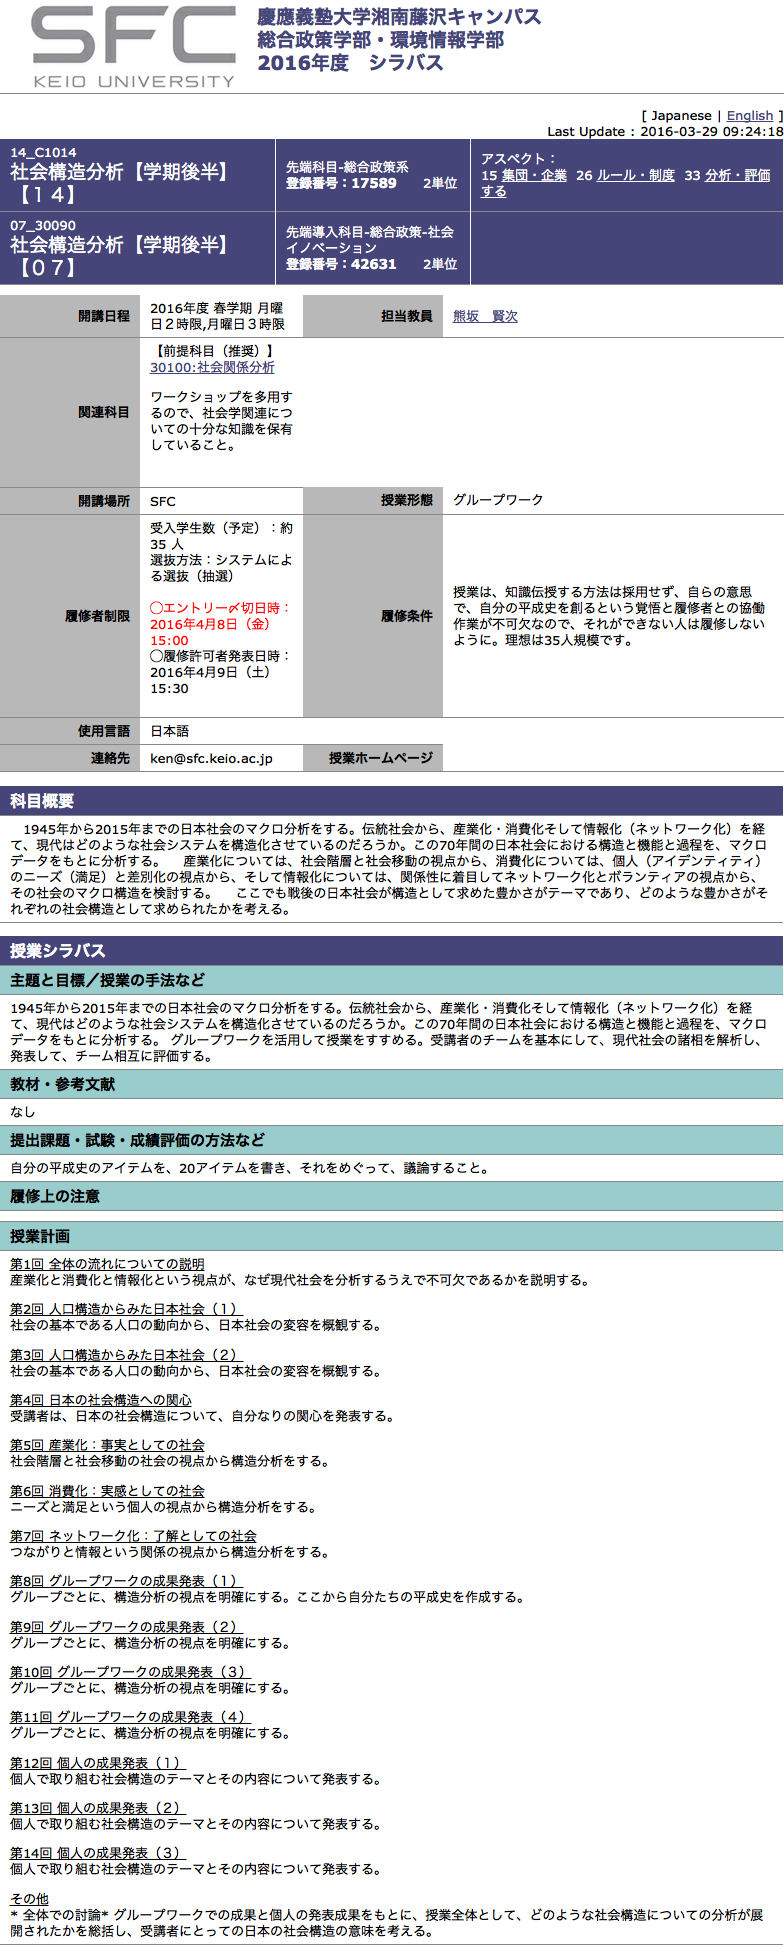 SFC
KEIO UNIVERSITY
慶應義塾大学湘南藤沢キャンパス
総合政策学部・環境情報学部
2016年度　シラバス
[ Japanese | English ]
Last Update : 2016-03-29 09:24:18
14_C1014
社会構造分析【学期後半】
【１４】
先端科目-総合政策系
登録番号：17589　　2単位
アスペクト：
15 集団・企業 26 ルール・制度 33 分析・評価
する
07_30090
社会構造分析【学期後半】
【０７】
先端導入科目-総合政策-社会
イノベーション
登録番号：42631　　2単位
開講日程
2016年度 春学期 月曜
日２時限,月曜日３時限
担当教員
熊坂　賢次
関連科目
【前提科目（推奨）】
30100:社会関係分析
ワークショップを多用す
るので、社会学関連につ
いての十分な知識を保有
していること。
開講場所
SFC
授業形態
グループワーク
履修者制限
受入学生数（予定）：約
35 人
選抜方法：システムによ
る選抜（抽選）
◯エントリー〆切日時：
2016年4月8日（金）
15:00
◯履修許可者発表日時：
2016年4月9日（土）
15:30
履修条件
授業は、知識伝授する方法は採用せず、自らの意思
で、自分の平成史を創るという覚悟と履修者との協働
作業が不可欠なので、それができない人は履修しない
ように。理想は35人規模です。
使用言語
日本語
連絡先
ken@sfc.keio.ac.jp
授業ホームページ
科目概要
　1945年から2015年までの日本社会のマクロ分析をする。伝統社会から、産業化・消費化そして情報化（ネットワーク化）を経
て、現代はどのような社会システムを構造化させているのだろうか。この70年間の日本社会における構造と機能と過程を、マクロ
データをもとに分析する。　産業化については、社会階層と社会移動の視点から、消費化については、個人（アイデンティティ）
のニーズ（満足）と差別化の視点から、そして情報化については、関係性に着目してネットワーク化とボランティアの視点から、
その社会のマクロ構造を検討する。　ここでも戦後の日本社会が構造として求めた豊かさがテーマであり、どのような豊かさがそ
れぞれの社会構造として求められたかを考える。
授業シラバス
主題と目標／授業の手法など
1945年から2015年までの日本社会のマクロ分析をする。伝統社会から、産業化・消費化そして情報化（ネットワーク化）を経
て、現代はどのような社会システムを構造化させているのだろうか。この70年間の日本社会における構造と機能と過程を、マクロ
データをもとに分析する。 グループワークを活用して授業をすすめる。受講者のチームを基本にして、現代社会の諸相を解析し、
発表して、チーム相互に評価する。
教材・参考文献
なし
提出課題・試験・成績評価の方法など
自分の平成史のアイテムを、20アイテムを書き、それをめぐって、議論すること。
履修上の注意
授業計画
第1回 全体の流れについての説明
産業化と消費化と情報化という視点が、なぜ現代社会を分析するうえで不可欠であるかを説明する。
第2回 人口構造からみた日本社会（１）
社会の基本である人口の動向から、日本社会の変容を概観する。
第3回 人口構造からみた日本社会（２）
社会の基本である人口の動向から、日本社会の変容を概観する。
第4回 日本の社会構造への関心
受講者は、日本の社会構造について、自分なりの関心を発表する。
第5回 産業化：事実としての社会
社会階層と社会移動の社会の視点から構造分析をする。
第6回 消費化：実感としての社会
ニーズと満足という個人の視点から構造分析をする。
第7回 ネットワーク化：了解としての社会
つながりと情報という関係の視点から構造分析をする。
第8回 グループワークの成果発表（１）
グループごとに、構造分析の視点を明確にする。ここから自分たちの平成史を作成する。
第9回 グループワークの成果発表（２）
グループごとに、構造分析の視点を明確にする。
第10回 グループワークの成果発表（３）
グループごとに、構造分析の視点を明確にする。
第11回 グループワークの成果発表（４）
グループごとに、構造分析の視点を明確にする。
第12回 個人の成果発表（１）
個人で取り組む社会構造のテーマとその内容について発表する。
第13回 個人の成果発表（２）
個人で取り組む社会構造のテーマとその内容について発表する。
第14回 個人の成果発表（３）
個人で取り組む社会構造のテーマとその内容について発表する。
その他
* 全体での討論* グループワークでの成果と個人の発表成果をもとに、授業全体として、どのような社会構造についての分析が展
開されたかを総括し、受講者にとっての日本の社会構造の意味を考える。